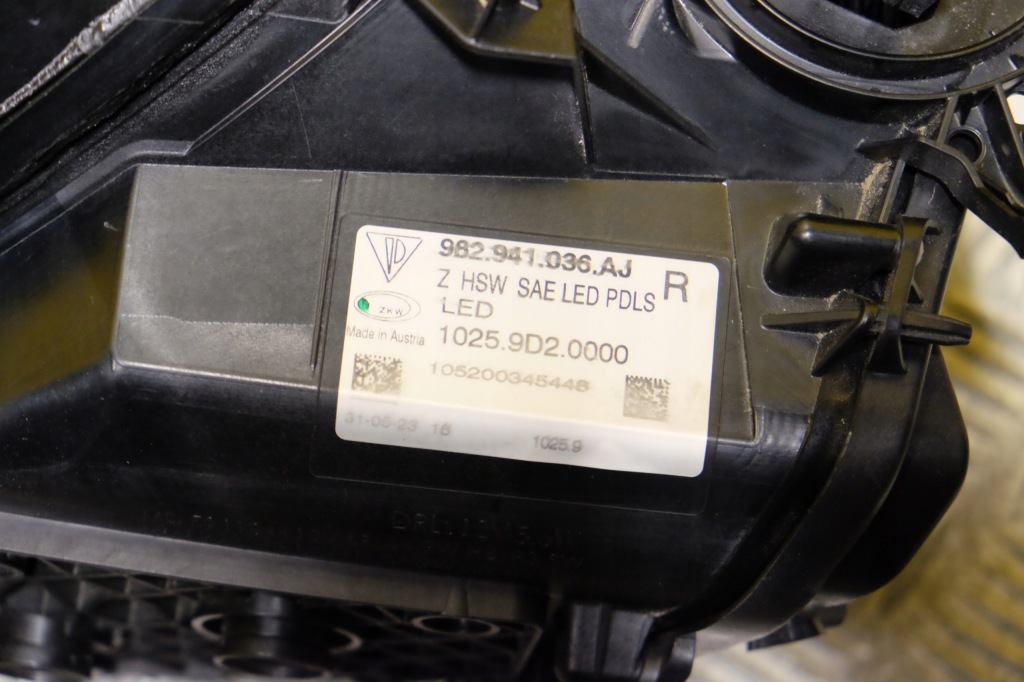 982.941.036.AJ
Z HSW SAE LED PDLS R
LED
ZKW
Made in Austria
1025.9D2.0000
105200345448
31-05-23 16
1025.9